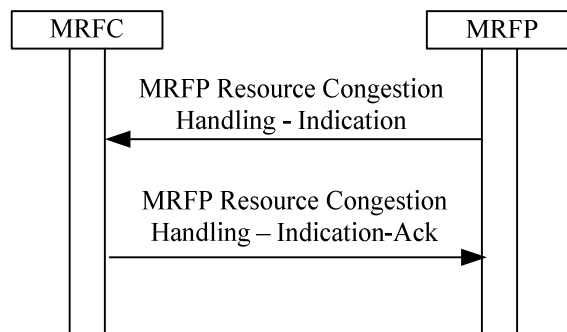 MRFC
MRFP
MRFP Resource Congestion
Handling - Indication
MRFP Resource Congestion
Handling – Indication-Ack